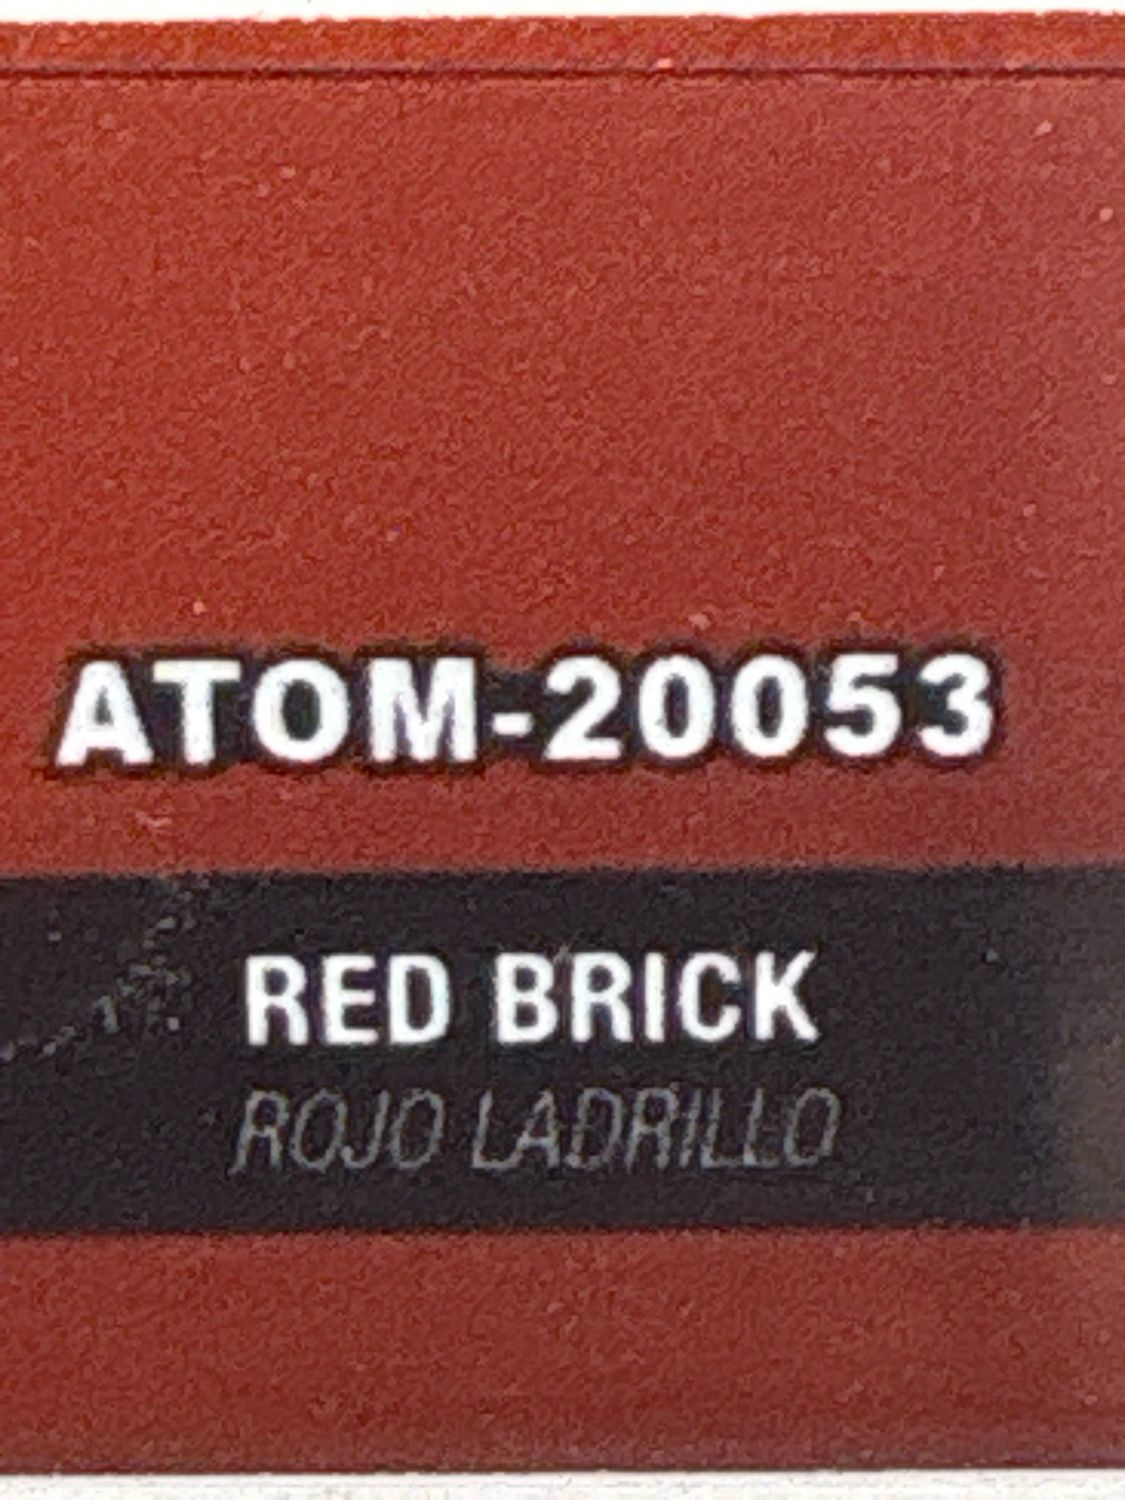 ATOM-20053
RED BRICK
ROJO LADRILLO